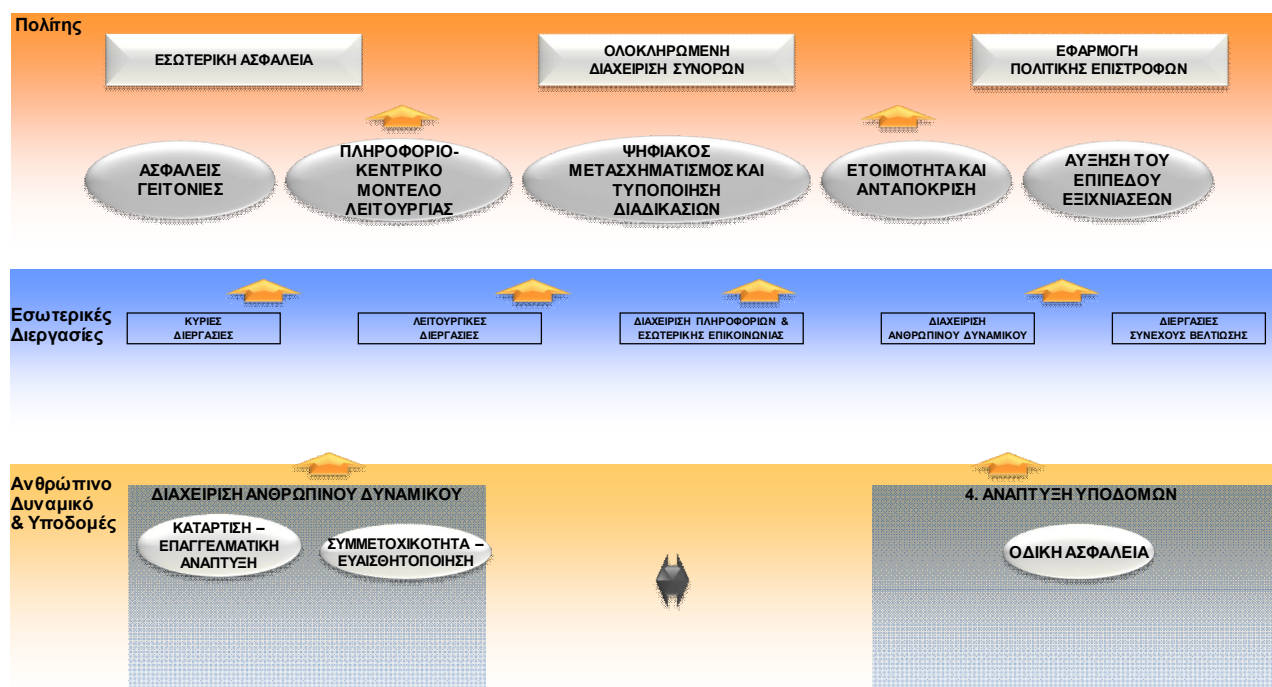 Πολίτης
ΕΣΩΤΕΡΙΚΗ ΑΣΦΑΛΕΙΑ
ΟΛΟΚΛΗΡΩΜΕΝΗ
ΔΙΑΧΕΙΡΙΣΗ ΣΥΝΟΡΩΝ
ΕΦΑΡΜΟΓΗ
ΠΟΛΙΤΙΚΗΣ ΕΠΙΣΤΡΟΦΩΝ
ΑΣΦΑΛΕΙΣ
ΓΕΙΤΟΝΙΕΣ
ΠΛΗΡΟΦΟΡΙΟ-
ΚΕΝΤΡΙΚΟ
ΜΟΝΤΕΛΟ
ΛΕΙΤΟΥΡΓΙΑΣ
ΨΗΦΙΑΚΟΣ
ΜΕΤΑΣΧΗΜΑΤΙΣΜΟΣ ΚΑΙ
ΤΥΠΟΠΟΙΗΣΗ
ΔΙΑΔΙΚΑΣΙΩΝ
ΕΤΟΙΜΟΤΗΤΑ ΚΑΙ
ΑΝΤΑΠΟΚΡΙΣΗ
ΑΥΞΗΣΗ ΤΟΥ
ΕΠΙΠΕΔΟΥ
ΕΞΙΧΝΙΑΣΕΩΝ
Εσωτερικές
Διεργασίες
ΚΥΡΙΕΣ
ΔΙΕΡΓΑΣΙΕΣ
ΛΕΙΤΟΥΡΓΙΚΕΣ
ΔΙΕΡΓΑΣΙΕΣ
ΔΙΑΧΕΙΡΙΣΗ ΠΛΗΡΟΦΟΡΙΩΝ &
ΕΣΩΤΕΡΙΚΗΣ ΕΠΙΚΟΙΝΩΝΙΑΣ
ΔΙΑΧΕΙΡΙΣΗ
ΑΝΘΡΩΠΙΝΟΥ ΔΥΝΑΜΙΚΟΥ
ΔΙΕΡΓΑΣΙΕΣ
ΣΥΝΕΧΟΥΣ ΒΕΛΤΙΩΣΗΣ
Ανθρώπινο
Δυναμικό
& Υποδομές
ΔΙΑΧΕΙΡΙΣΗ ΑΝΘΡΩΠΙΝΟΥ ΔΥΝΑΜΙΚΟΥ
ΚΑΤΑΡΤΙΣΗ –
ΕΠΑΓΓΕΛΜΑΤΙΚΗ
ΑΝΑΠΤΥΞΗ
ΣΥΜΜΕΤΟΧΙΚΟΤΗΤΑ –
ΕΥΑΙΣΘΗΤΟΠΟΙΗΣΗ
4. ΑΝΑΠΤΥΞΗ ΥΠΟΔΟΜΩΝ
ΟΔΙΚΗ ΑΣΦΑΛΕΙΑ